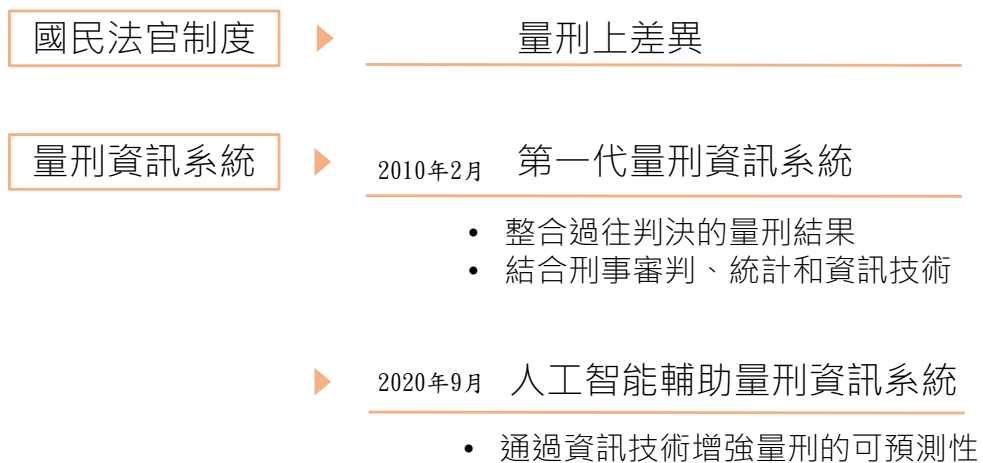 國民法官制度 量刑上差異
量刑資訊系統 2010年2月 第一代量刑資訊系統
• 整合過往判決的量刑結果
• 結合刑事審判、統計和資訊技術
2020年9月 人工智能輔助量刑資訊系統
• 通過資訊技術增強量刑的可預測性